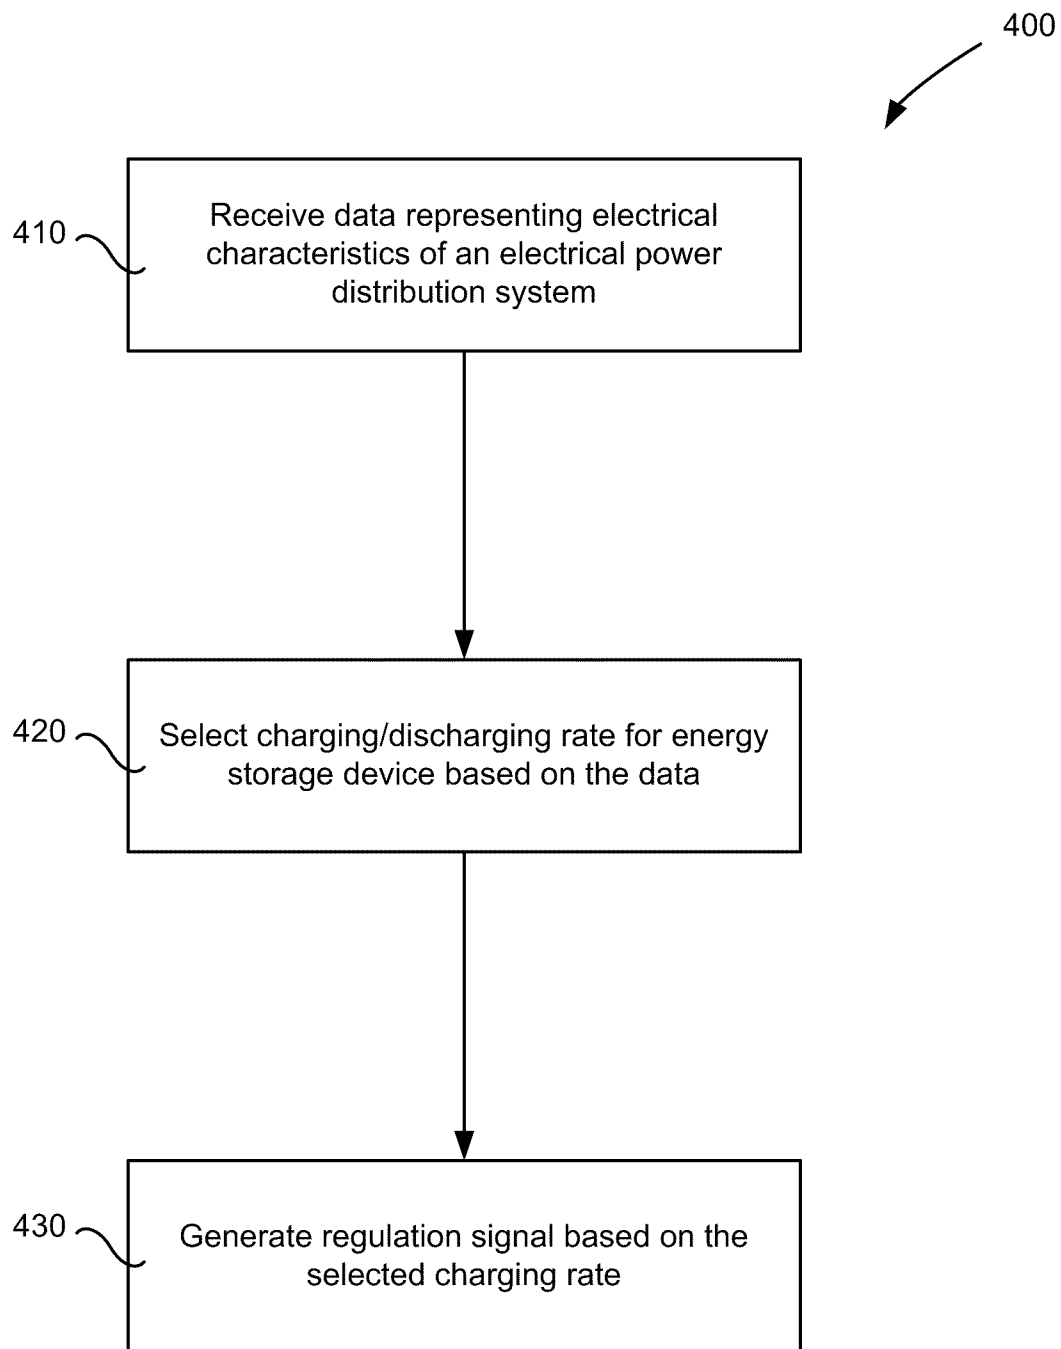 400
410
Receive data representing electrical
characteristics of an electrical power
distribution system
420
Select charging/discharging rate for energy
storage device based on the data
430
Generate regulation signal based on the
selected charging rate